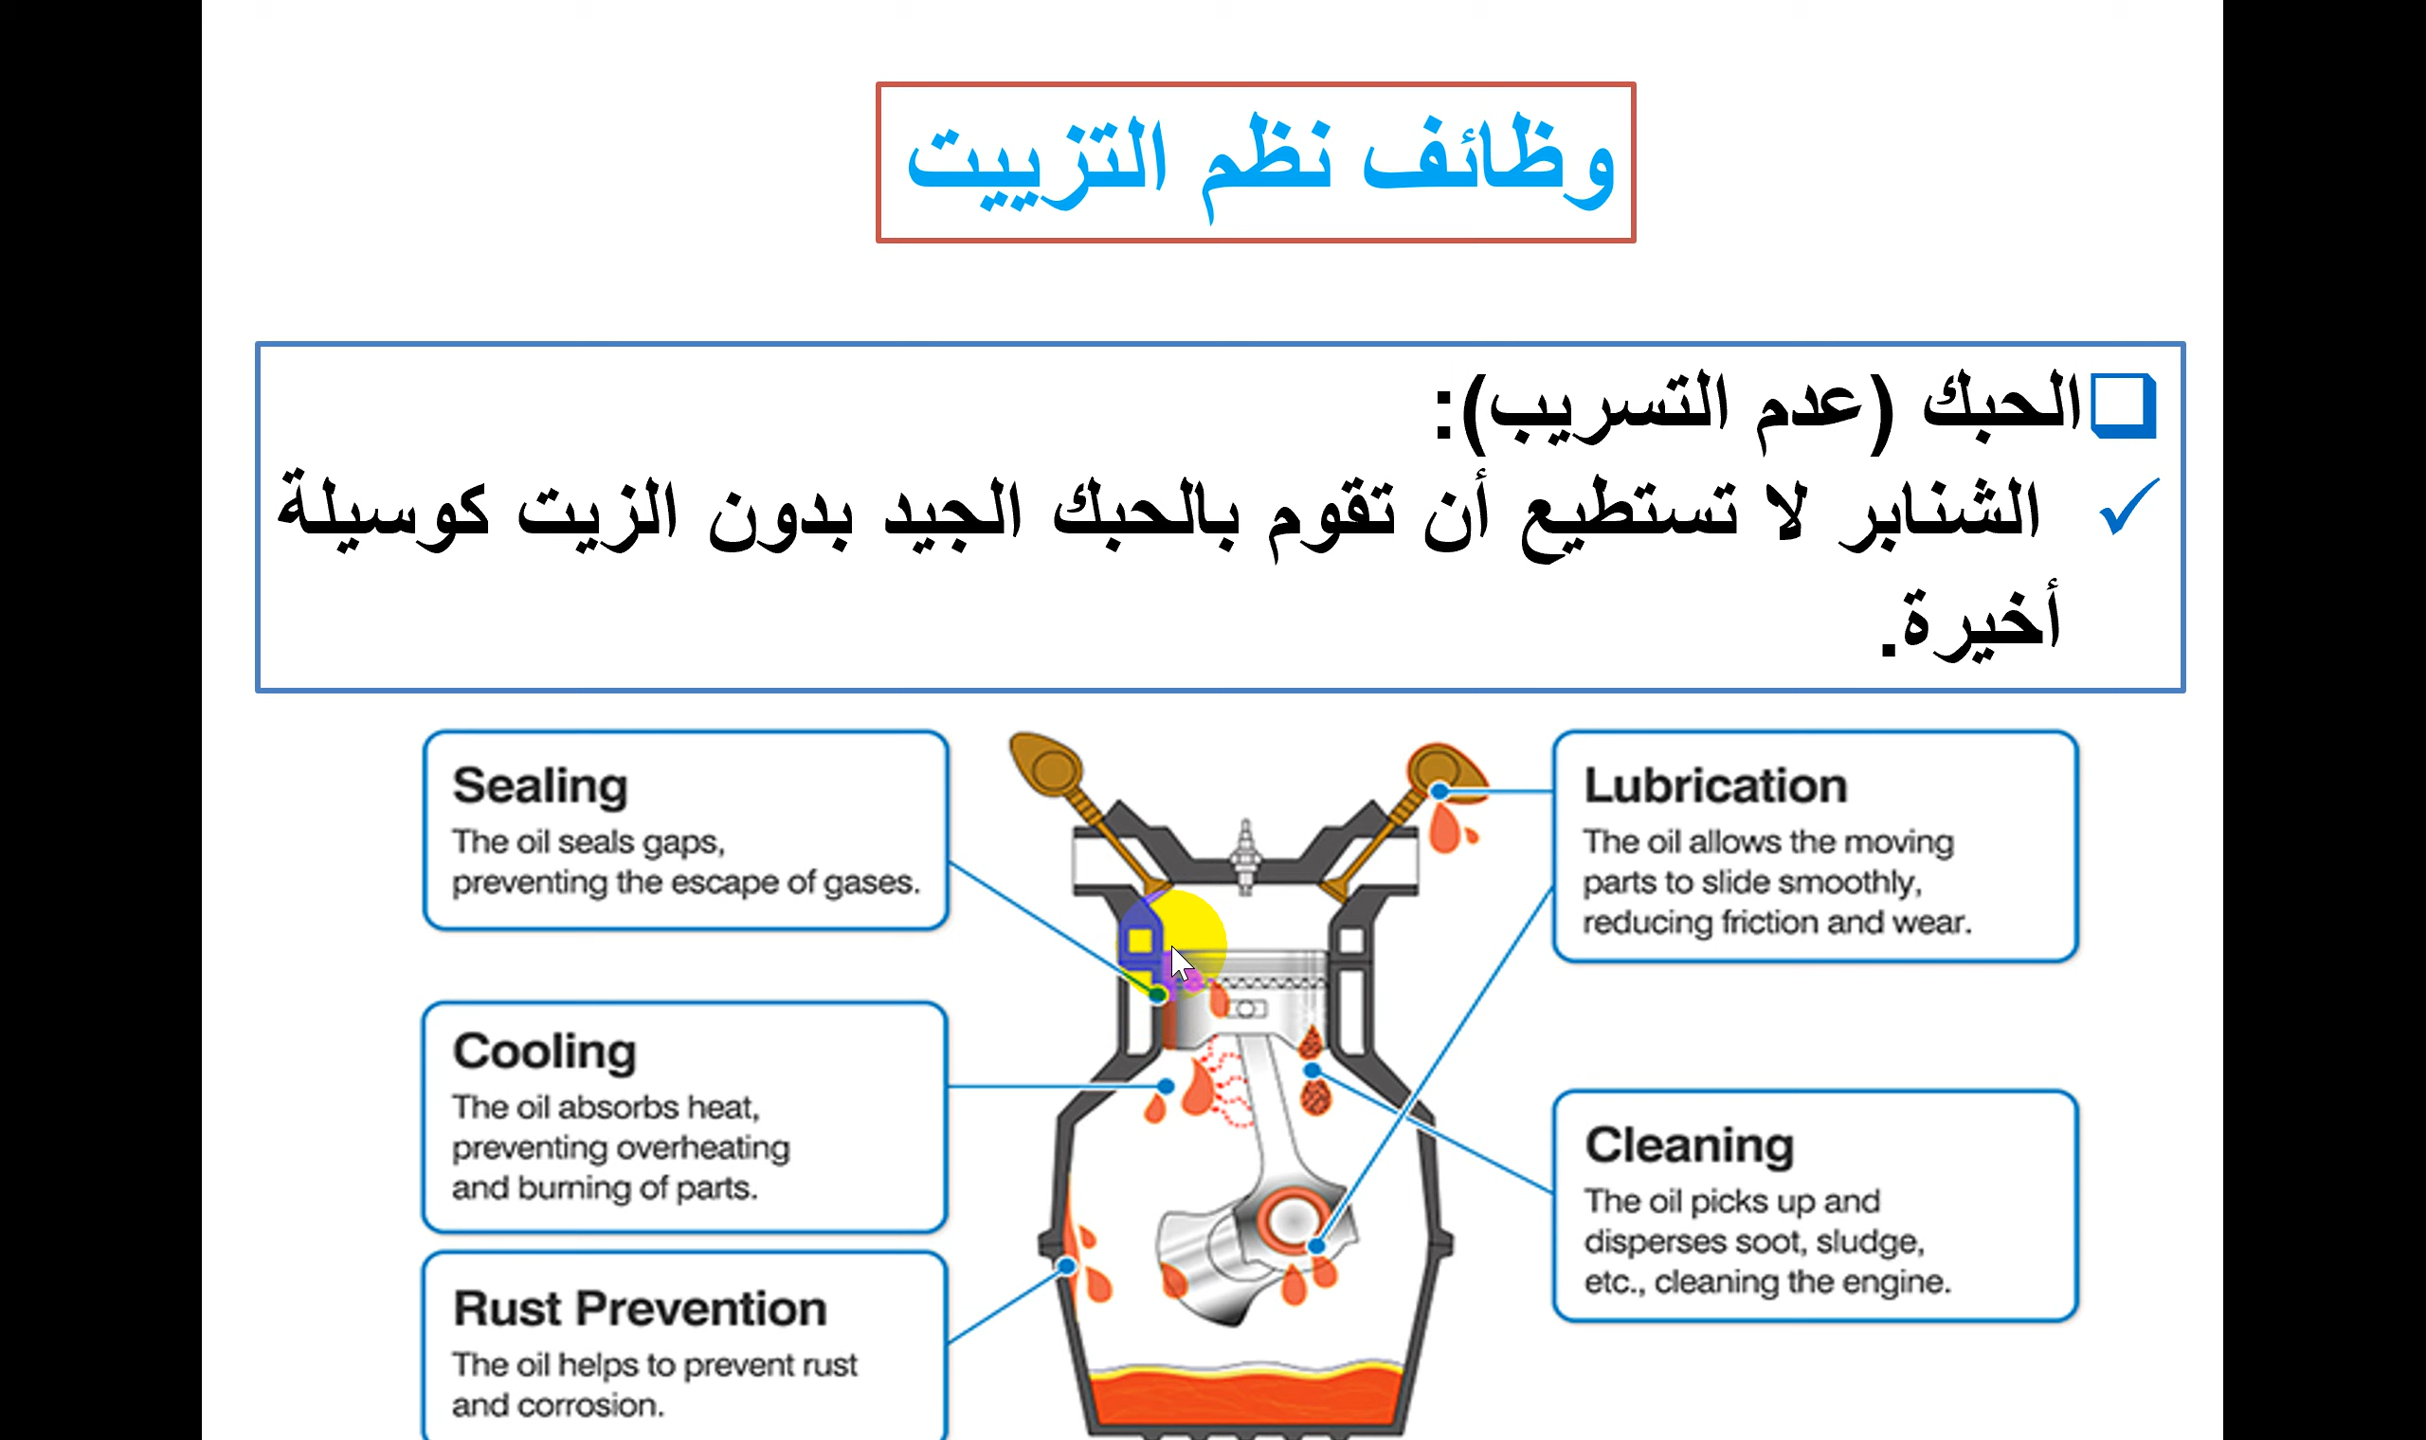 وظائف نظم التزييت
الحبك (عدم التسريب):
الشنابر لا تستطيع أن تقوم بالحبك الجيد بدون الزيت كوسيلة
أخيرة.
Sealing
The oil seals gaps,
preventing the escape of gases.
Cooling
The oil absorbs heat,
preventing overheating
and burning of parts.
Rust Prevention
The oil helps to prevent rust
and corrosion.
Lubrication
The oil allows the moving
parts to slide smoothly,
reducing friction and wear.
Cleaning
The oil picks up and
disperses soot, sludge,
etc., cleaning the engine.